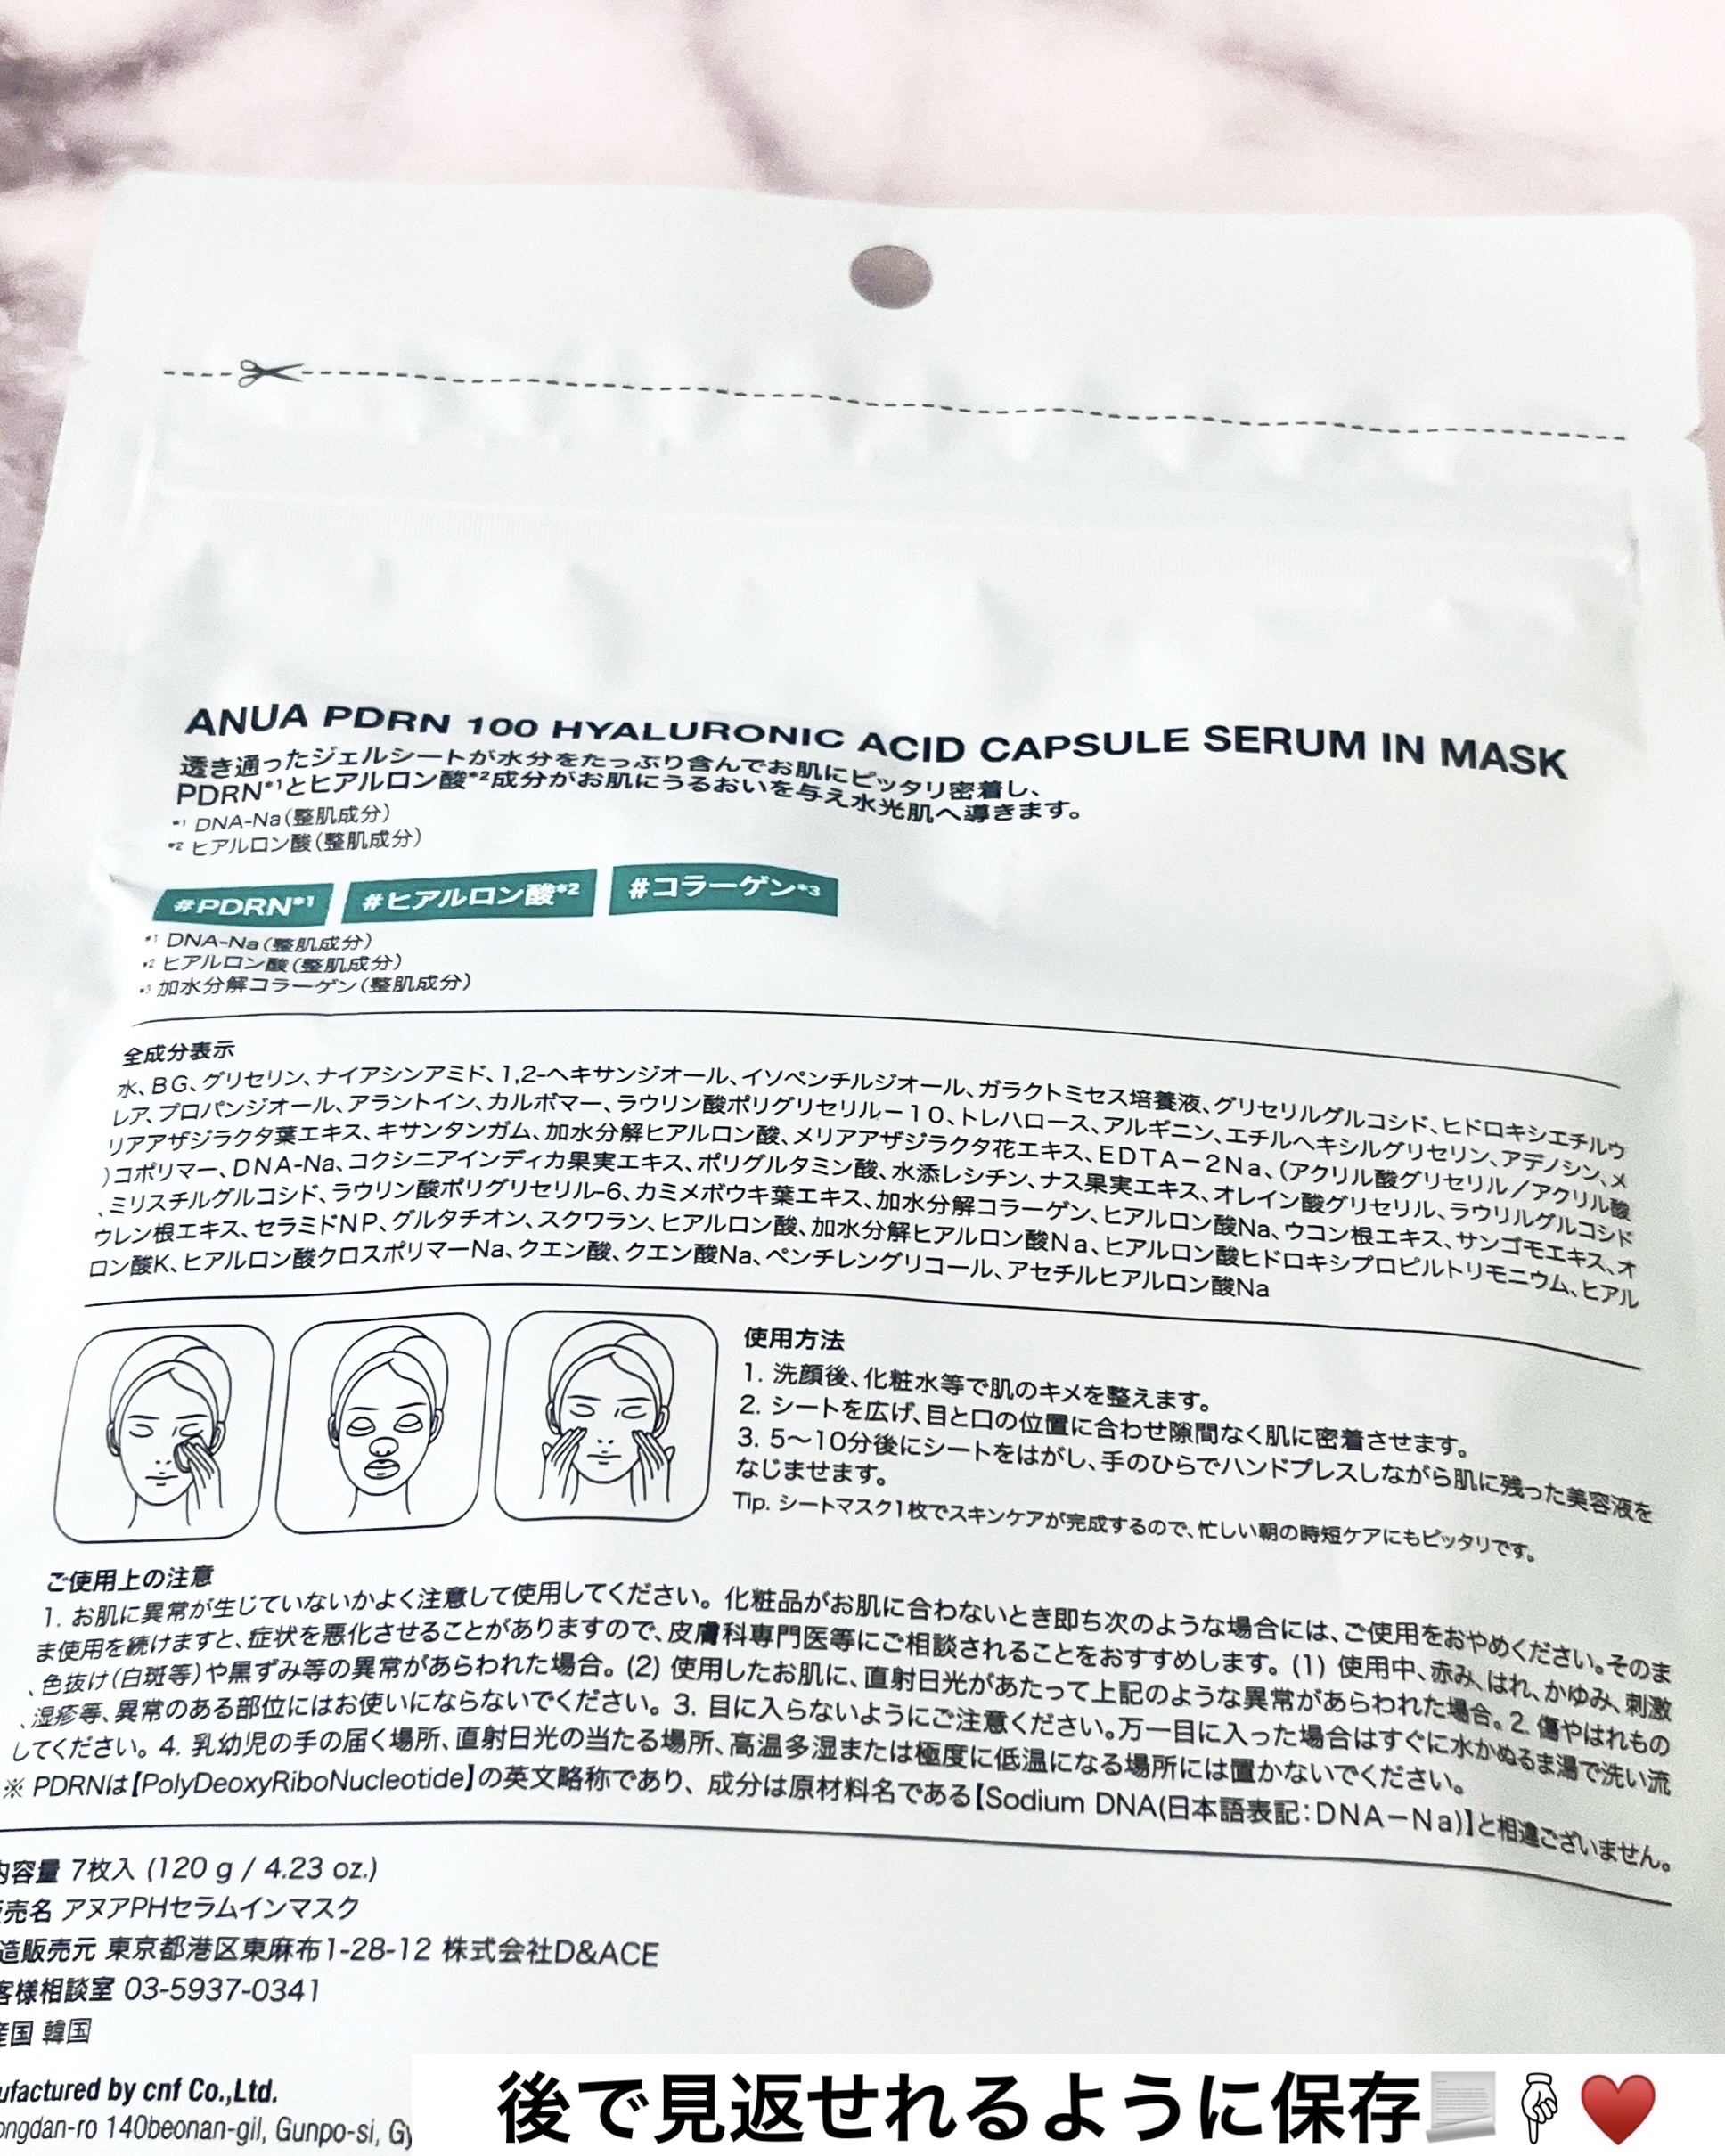 ANUA PDRN 100 HYALURONIC ACID CAPSULE SERUM IN MASK
透き通ったジェルシートが水分をたっぷり含んでお肌にピッタリ密着し、
PDRN*1とヒアルロン酸*2成分がお肌にうるおいを与え水光肌へ導きます。
*1 DNA-Na(整肌成分)
*2 ヒアルロン酸(整肌成分)
#PDRN*1 #ヒアルロン酸*2 #コラーゲン*3
*1 DNA-Na(整肌成分)
*2 ヒアルロン酸(整肌成分)
*3 加水分解コラーゲン(整肌成分)
全成分表示
水、BG、グリセリン、ナイアシンアミド、1,2-ヘキサンジオール、イソペンチルジオール、ガラクトミセス培養液、グリセリルグルコシド、ヒドロキシエチルウ
レア、プロパンジオール、アラントイン、カルボマー、ラウリン酸ポリグリセリル－10、トレハロース、アルギニン、エチルヘキシルグリセリン、アデノシン、メ
リアアザジラクタ葉エキス、キサンタンガム、加水分解ヒアルロン酸、メリアアザジラクタ花エキス、EDTA－2Na、(アクリル酸グリセリル／アクリル酸
)コポリマー、DNA-Na、コクシニアインディカ果実エキス、ポリグルタミン酸、水添レシチン、ナス果実エキス、オレイン酸グリセリル、ラウリルグルコシド
、ミリスチルグルコシド、ラウリン酸ポリグリセリル-6、カミメボウキ葉エキス、加水分解コラーゲン、ヒアルロン酸Na、ウコン根エキス、サンゴモエキス、オ
ウレン根エキス、セラミドNP、グルタチオン、スクワラン、ヒアルロン酸、加水分解ヒアルロン酸Na、ヒアルロン酸ヒドロキシプロピルトリモニウム、ヒアル
ロン酸K、ヒアルロン酸クロスポリマーNa、クエン酸、クエン酸Na、ペンチレングリコール、アセチルヒアルロン酸Na
使用方法
1. 洗顔後、化粧水等で肌のキメを整えます。
2. シートを広げ、目と口の位置に合わせ隙間なく肌に密着させます。
3. 5〜10分後にシートをはがし、手のひらでハンドプレスしながら肌に残った美容液を
なじませます。
Tip. シートマスク1枚でスキンケアが完成するので、忙しい朝の時短ケアにもピッタリです。
ご使用上の注意
1. お肌に異常が生じていないかよく注意して使用してください。化粧品がお肌に合わないとき即ち次のような場合には、ご使用をおやめください。そのま
ま使用を続けますと、症状を悪化させることがありますので、皮膚科専門医等にご相談されることをおすすめします。(1) 使用中、赤み、はれ、かゆみ、刺激
、色抜け(白斑等)や黒ずみ等の異常があらわれた場合。(2) 使用したお肌に、直射日光があたって上記のような異常があらわれた場合。2. 傷やはれもの
、湿疹等、異常のある部位にはお使いにならないでください。3. 目に入らないようにご注意ください。万一目に入った場合はすぐに水かぬるま湯で洗い流
してください。4. 乳幼児の手の届く場所、直射日光の当たる場所、高温多湿または極度に低温になる場所には置かないでください。
※ PDRNは【PolyDeoxyRiboNucleotide】の英文略称であり、成分は原材料名である【Sodium DNA(日本語表記：DNA－Na)】と相違ございません。
内容量 7枚入 (120 g / 4.23 oz.)
売名 アヌアPHセラムインマスク
造販売元 東京都港区東麻布1-28-12 株式会社D&ACE
客様相談室 03-5937-0341
産国 韓国
ufactured by cnf Co.,Ltd.
ongdan-ro 140beonan-gil, Gunpo-si, Gy
後で見返せれるように保存📃👇♥️